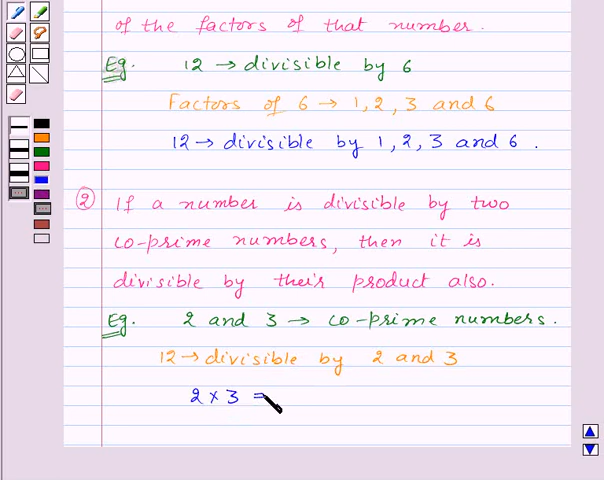 of the factors of that number.
Eg. 12 → divisible by 6
Factors of 6 → 1, 2, 3 and 6
12 → divisible by 1, 2, 3 and 6.
② If a number is divisible by two
co-prime numbers, then it is
divisible by their product also.
Eg. 2 and 3 → co-prime numbers.
12 → divisible by 2 and 3
2 × 3 =